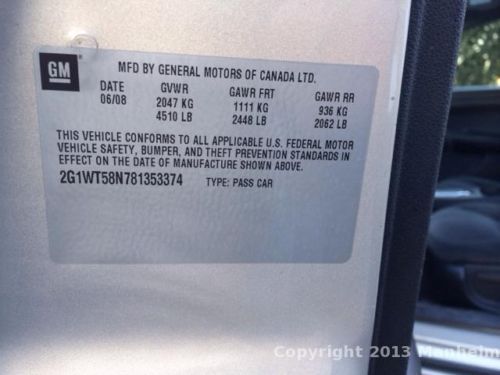 GM
MFD BY GENERAL MOTORS OF CANADA LTD.
DATE GVWR GAWR FRT GAWR RR
06/08 2047 KG 1111 KG 936 KG
4510 LB 2448 LB 2062 LB
THIS VEHICLE CONFORMS TO ALL APPLICABLE U.S. FEDERAL MOTOR
VEHICLE SAFETY, BUMPER, AND THEFT PREVENTION STANDARDS IN
EFFECT ON THE DATE OF MANUFACTURE SHOWN ABOVE.
2G1WT58N781353374 TYPE: PASS CAR
Copyright 2013 Manheim